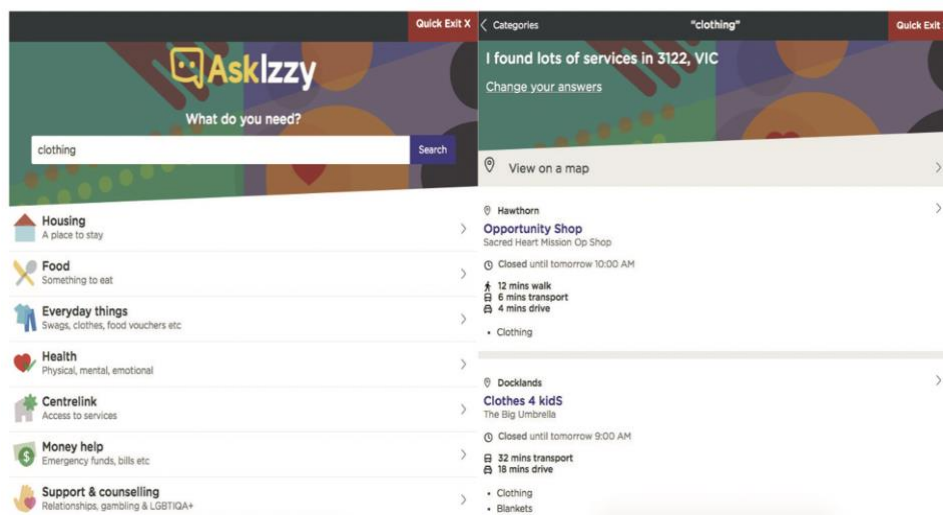 Quick Exit X
AskIzzy
What do you need?
clothing
Search
Housing
A place to stay
Food
Something to eat
Everyday things
Swags, clothes, food vouchers etc
Health
Physical, mental, emotional
Centrelink
Access to services
Money help
Emergency funds, bills etc
Support & counselling
Relationships, gambling & LGBTIQA+
Categories
"clothing"
Quick Exit
I found lots of services in 3122, VIC
Change your answers
View on a map
Hawthorn
Opportunity Shop
Sacred Heart Mission Op Shop
Closed until tomorrow 10:00 AM
12 mins walk
6 mins transport
4 mins drive
• Clothing
Docklands
Clothes 4 kidS
The Big Umbrella
Closed until tomorrow 9:00 AM
32 mins transport
18 mins drive
• Clothing
• Blankets